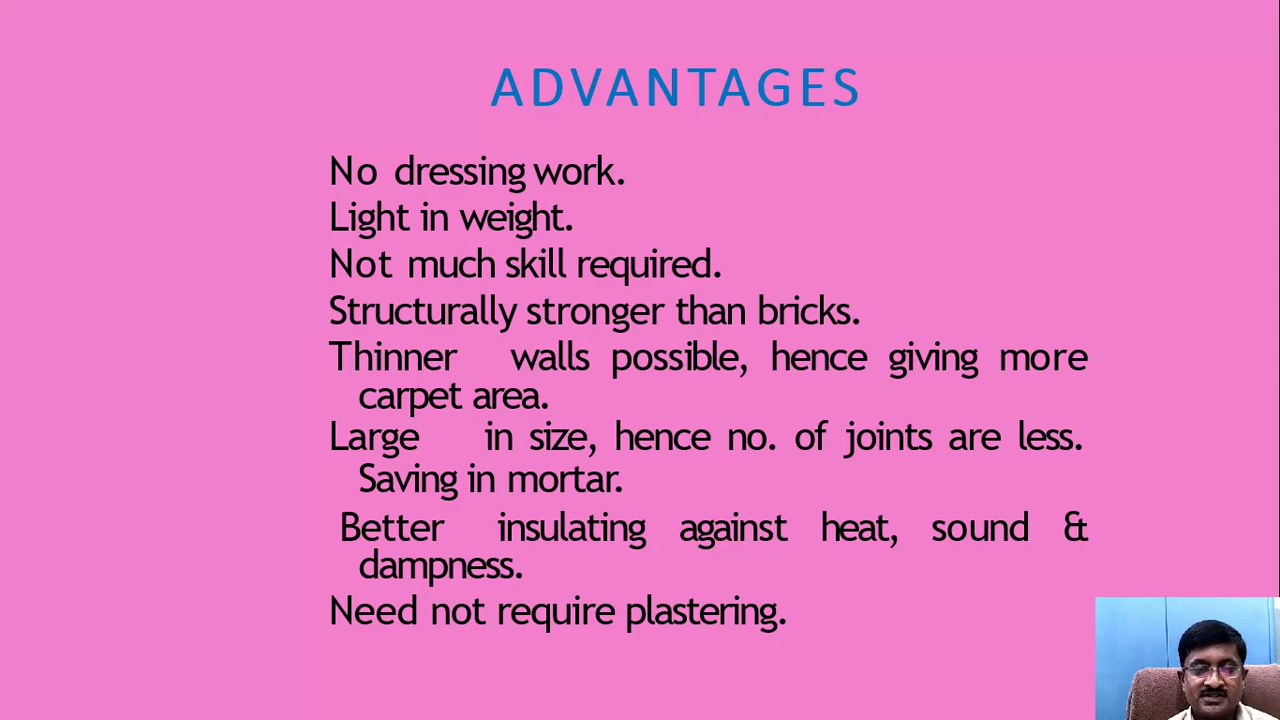 ADVANTAGES
No dressing work.
Light in weight.
Not much skill required.
Structurally stronger than bricks.
Thinner walls possible, hence giving more
carpet area.
Large in size, hence no. of joints are less.
Saving in mortar.
Better insulating against heat, sound &
dampness.
Need not require plastering.